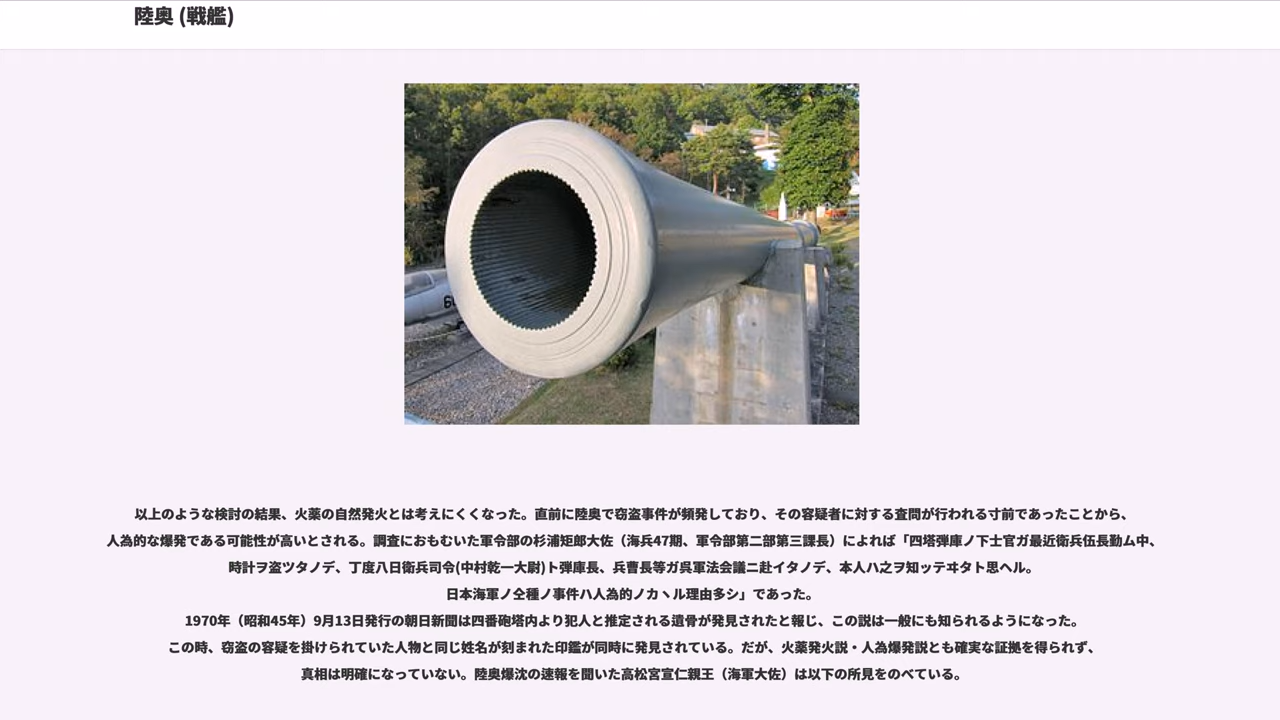 陸奥 (戦艦)
以上のような検討の結果、火薬の自然発火とは考えにくくなった。直前に陸奥で窃盗事件が頻発しており、その容疑者に対する査問が行われる寸前であったことから、
人為的な爆発である可能性が高いとされる。調査におもむいた軍令部の杉浦矩郎大佐（海兵47期、軍令部第二部第三課長）によれば「四塔弾庫ノ下士官ガ最近衛兵伍長勤ム中、
時計ヲ盗ツタノデ、丁度八日衛兵司令(中村乾一大尉)ト弾庫長、兵曹長等ガ呉軍法会議ニ赴イタノデ、本人ハ之ヲ知ッテヰタト思ヘル。
日本海軍ノ仝種ノ事件ハ人為的ノカヽル理由多シ」であった。
1970年（昭和45年）9月13日発行の朝日新聞は四番砲塔内より犯人と推定される遺骨が発見されたと報じ、この説は一般にも知られるようになった。
この時、窃盗の容疑を掛けられていた人物と同じ姓名が刻まれた印鑑が同時に発見されている。だが、火薬発火説・人為爆発説とも確実な証拠を得られず、
真相は明確になっていない。陸奥爆沈の速報を聞いた高松宮宣仁親王（海軍大佐）は以下の所見をのべている。